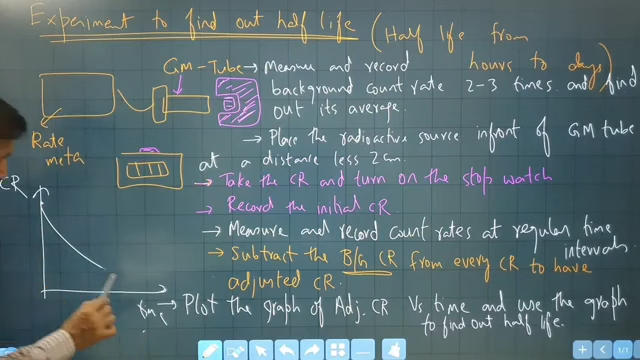 Experiment to find out half life (Half life from
hours to days)
GM-Tube → Measure and record
background count rate 2-3 times and find
out its average.
Rate
meta
→ Place the radioactive source infront of GM tube
at a distance less 2cm.
→ Take the CR and turn on the stop watch
→ Record the initial CR
→ Measure and record count rates at regular time
intervals
→ Subtract the B/G CR from every CR to have
adjusted CR.
CR
→ Plot the graph of Adj. CR Vs time and use the graph
to find out half life.
1/1